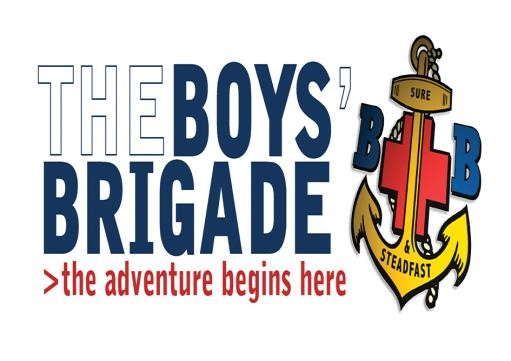 THE BOYS'
BRIGADE
>the adventure begins here
SURE
B B
&
STEADFAST